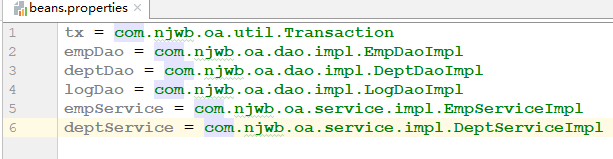 beans.properties ×
1 tx = com.njwb.oa.util.Transaction
2 empDao = com.njwb.oa.dao.impl.EmpDaoImpl
3 deptDao = com.njwb.oa.dao.impl.DeptDaoImpl
4 logDao = com.njwb.oa.dao.impl.LogDaoImpl
5 empService = com.njwb.oa.service.impl.EmpServiceImpl
6 deptService = com.njwb.oa.service.impl.DeptServiceImpl